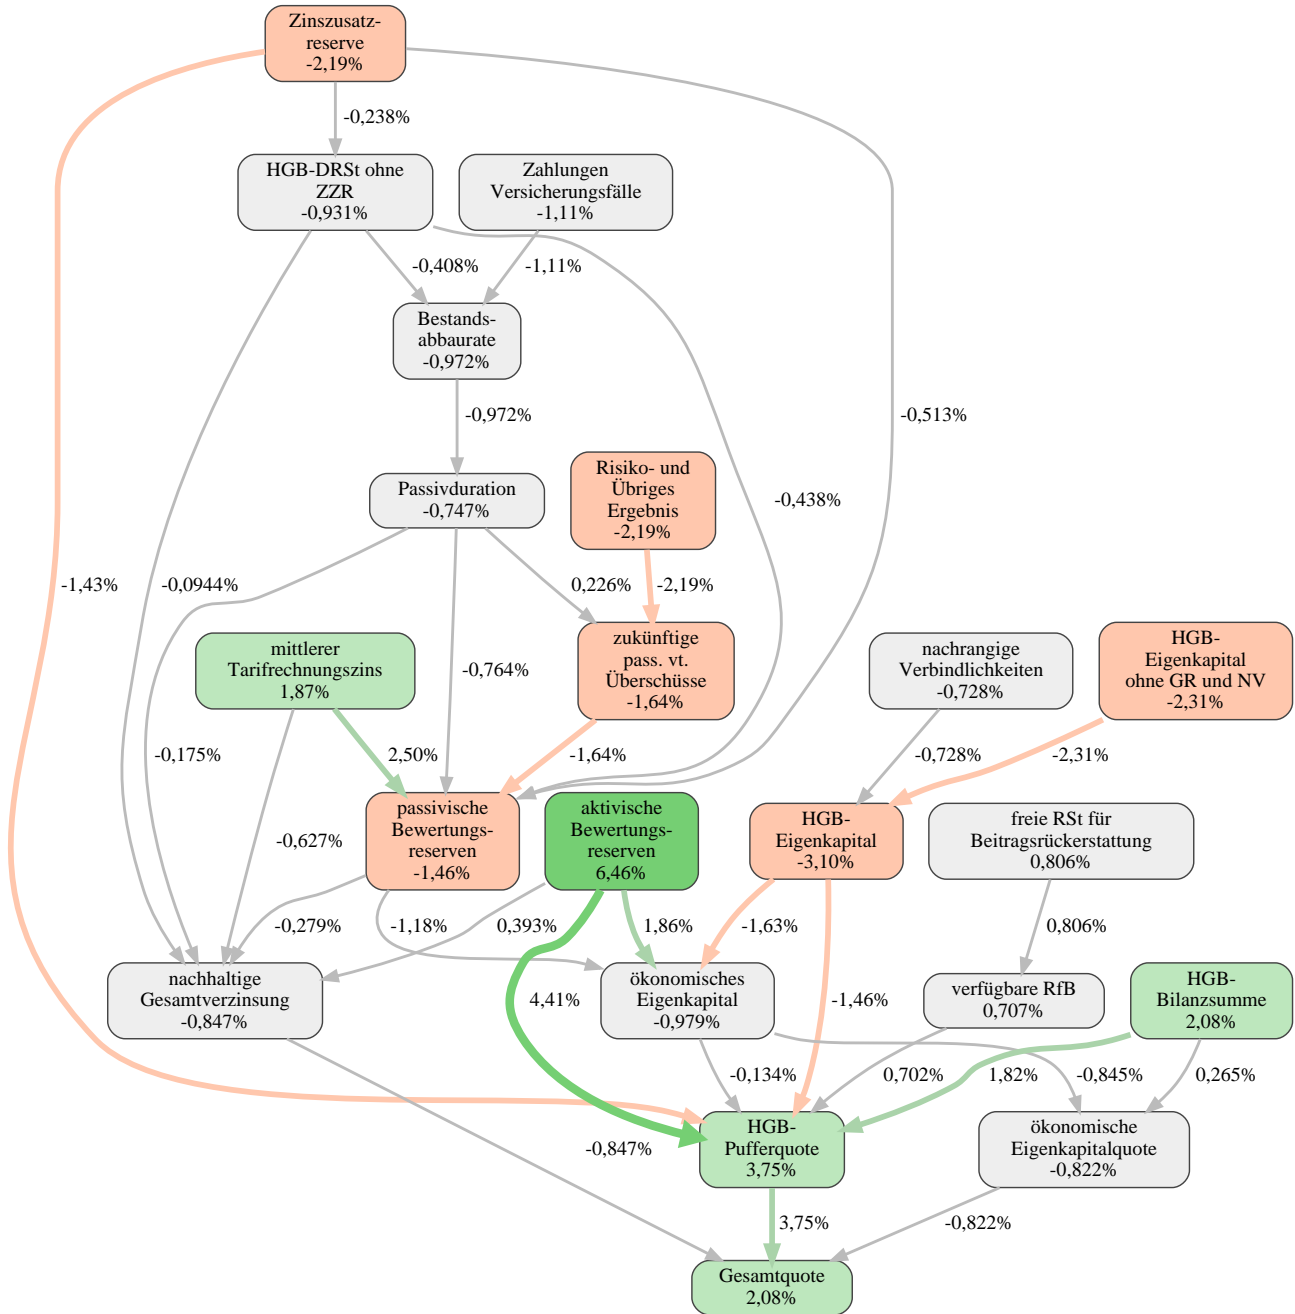 Zinszusatz-
reserve
-2,19%
-0,238%
HGB-DRSt ohne
ZZR
-0,931%
Zahlungen
Versicherungsfälle
-1,11%
-0,408%
-1,11%
Bestands-
abbaurate
-0,972%
-0,972%
-0,513%
Risiko- und
Übriges
Ergebnis
-2,19%
Passivduration
-0,747%
-0,438%
-1,43%
-0,0944%
0,226%
-2,19%
mittlerer
Tarifrechnungszins
1,87%
-0,764%
zukünftige
pass. vt.
Überschüsse
-1,64%
nachrangige
Verbindlichkeiten
-0,728%
HGB-
Eigenkapital
ohne GR und NV
-2,31%
-0,175%
2,50%
-1,64%
-0,728%
-2,31%
-0,627%
passivische
Bewertungs-
reserven
-1,46%
aktivische
Bewertungs-
reserven
6,46%
HGB-
Eigenkapital
-3,10%
freie RSt für
Beitragsrückerstattung
0,806%
-0,279%
-1,18%
0,393%
1,86%
-1,63%
0,806%
nachhaltige
Gesamtverzinsung
-0,847%
4,41%
ökonomisches
Eigenkapital
-0,979%
-1,46%
verfügbare RfB
0,707%
HGB-
Bilanzsumme
2,08%
-0,134%
0,702%
1,82%
-0,845%
0,265%
-0,847%
HGB-
Pufferquote
3,75%
ökonomische
Eigenkapitalquote
-0,822%
3,75%
-0,822%
Gesamtquote
2,08%